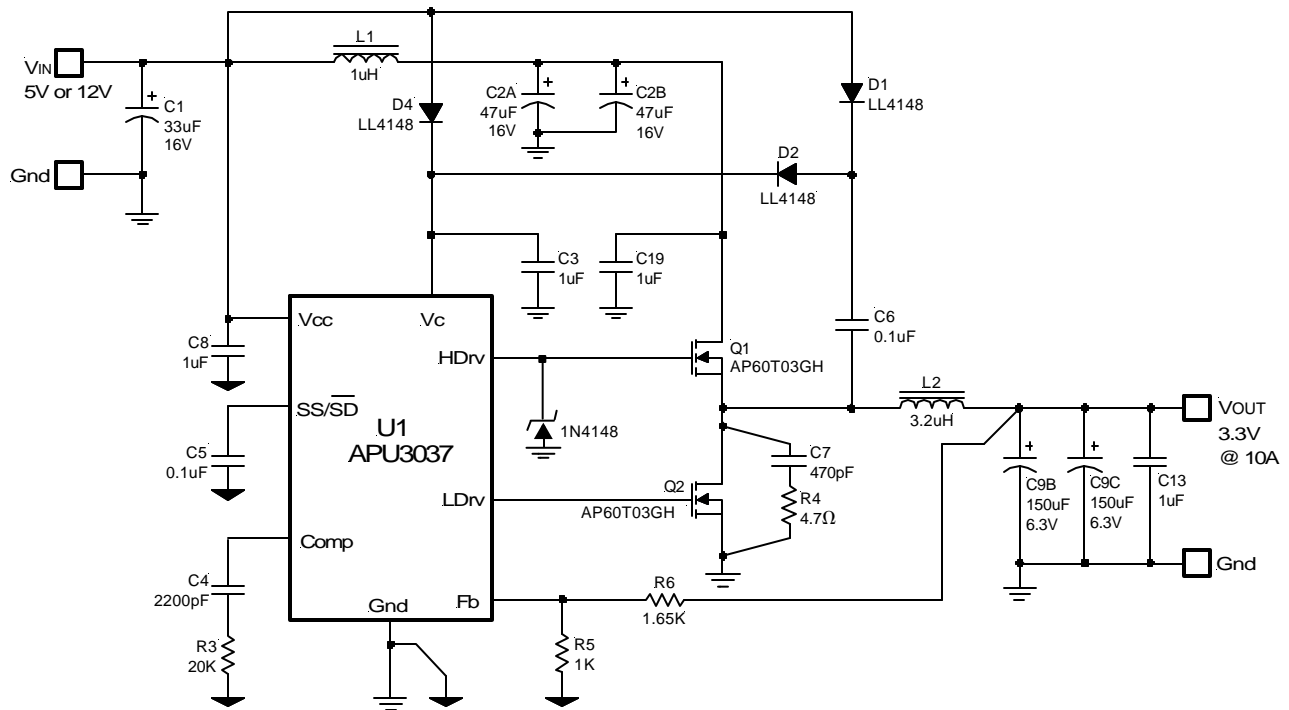 L1
1uH
VIN
5V or 12V
C1
33uF
16V
Gnd
D4
LL4148
C2A
47uF
16V
C2B
47uF
16V
D1
LL4148
D2
LL4148
C3
1uF
C19
1uF
C6
0.1uF
Vcc
Vc
C8
1uF
HDrv
Q1
AP60T03GH
SS/SD
U1
APU3037
1N4148
L2
3.2uH
VOUT
3.3V
@ 10A
C5
0.1uF
C7
470pF
R4
4.7Ω
LDrv
Q2
AP60T03GH
C9B
150uF
6.3V
C9C
150uF
6.3V
C13
1uF
Comp
C4
2200pF
Gnd
Fb
R6
1.65K
Gnd
R3
20K
R5
1K